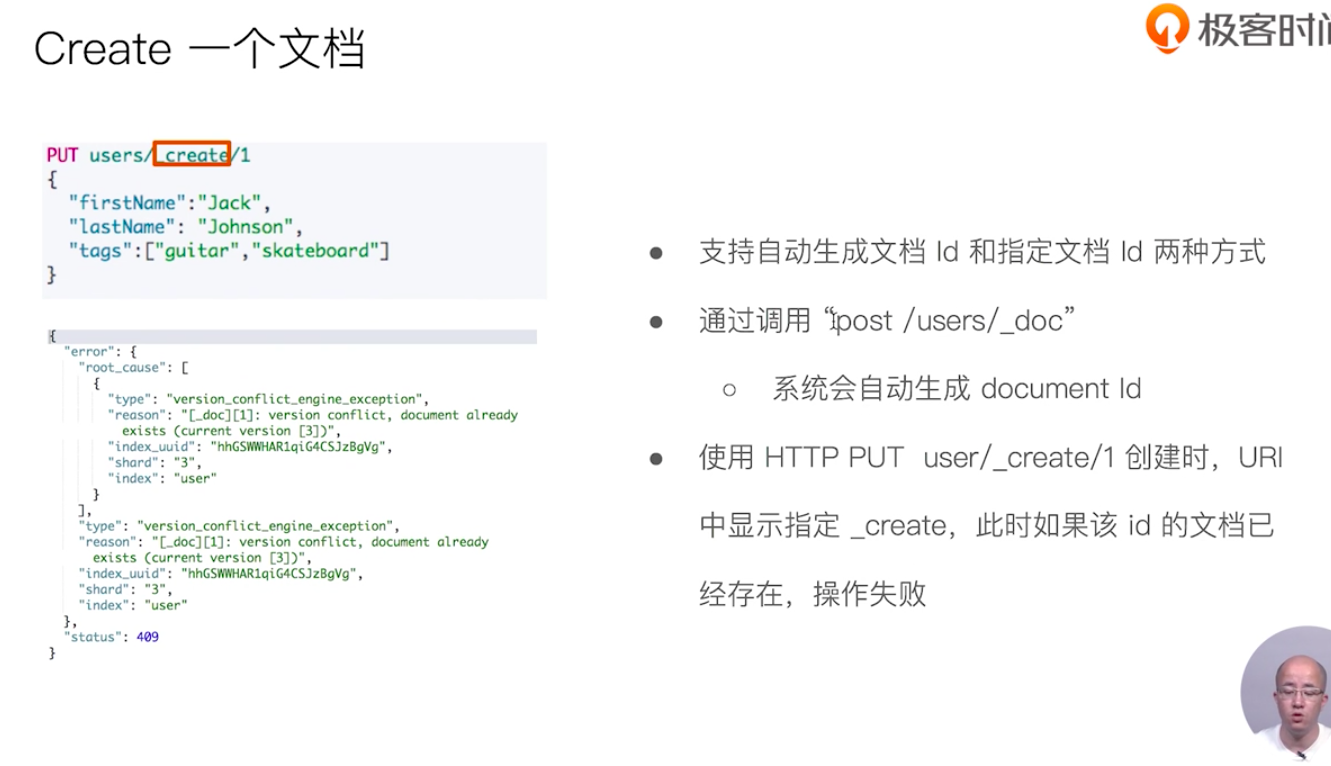 Create 一个文档
极客时间
PUT users/_create/1
{
"firstName":"Jack",
"lastName": "Johnson",
"tags":["guitar","skateboard"]
}
{
"error": {
"root_cause": [
{
"type": "version_conflict_engine_exception",
"reason": "[_doc][1]: version conflict, document already
exists (current version [3])",
"index_uuid": "hhGSWWHAR1qiG4CSJzBgVg",
"shard": "3",
"index": "user"
}
],
"type": "version_conflict_engine_exception",
"reason": "[_doc][1]: version conflict, document already
exists (current version [3])",
"index_uuid": "hhGSWWHAR1qiG4CSJzBgVg",
"shard": "3",
"index": "user"
},
"status": 409
}
● 支持自动生成文档 Id 和指定文档 Id 两种方式
● 通过调用 “post /users/_doc”
○ 系统会自动生成 document Id
● 使用 HTTP PUT user/_create/1 创建时，URI
中显示指定 _create，此时如果该 id 的文档已
经存在，操作失败